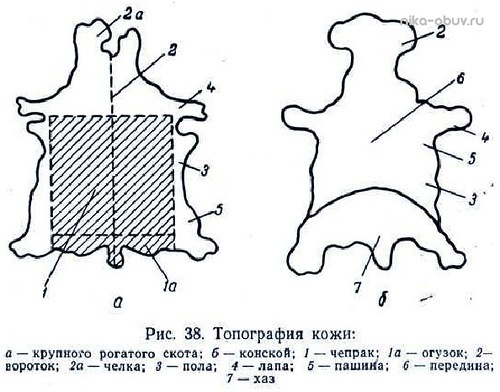 nika-obuv.ru
2а
2
4
3
5
1
1а
а
2
6
4
5
3
7
б
Рис. 38. Топография кожи:
а — крупного рогатого скота; б — конской; 1 — чепрак; 1а — огузок; 2—
вороток; 2а — челка; 3 — пола; 4 — лапа; 5 — пашина; 6 — передина;
7 — хаз